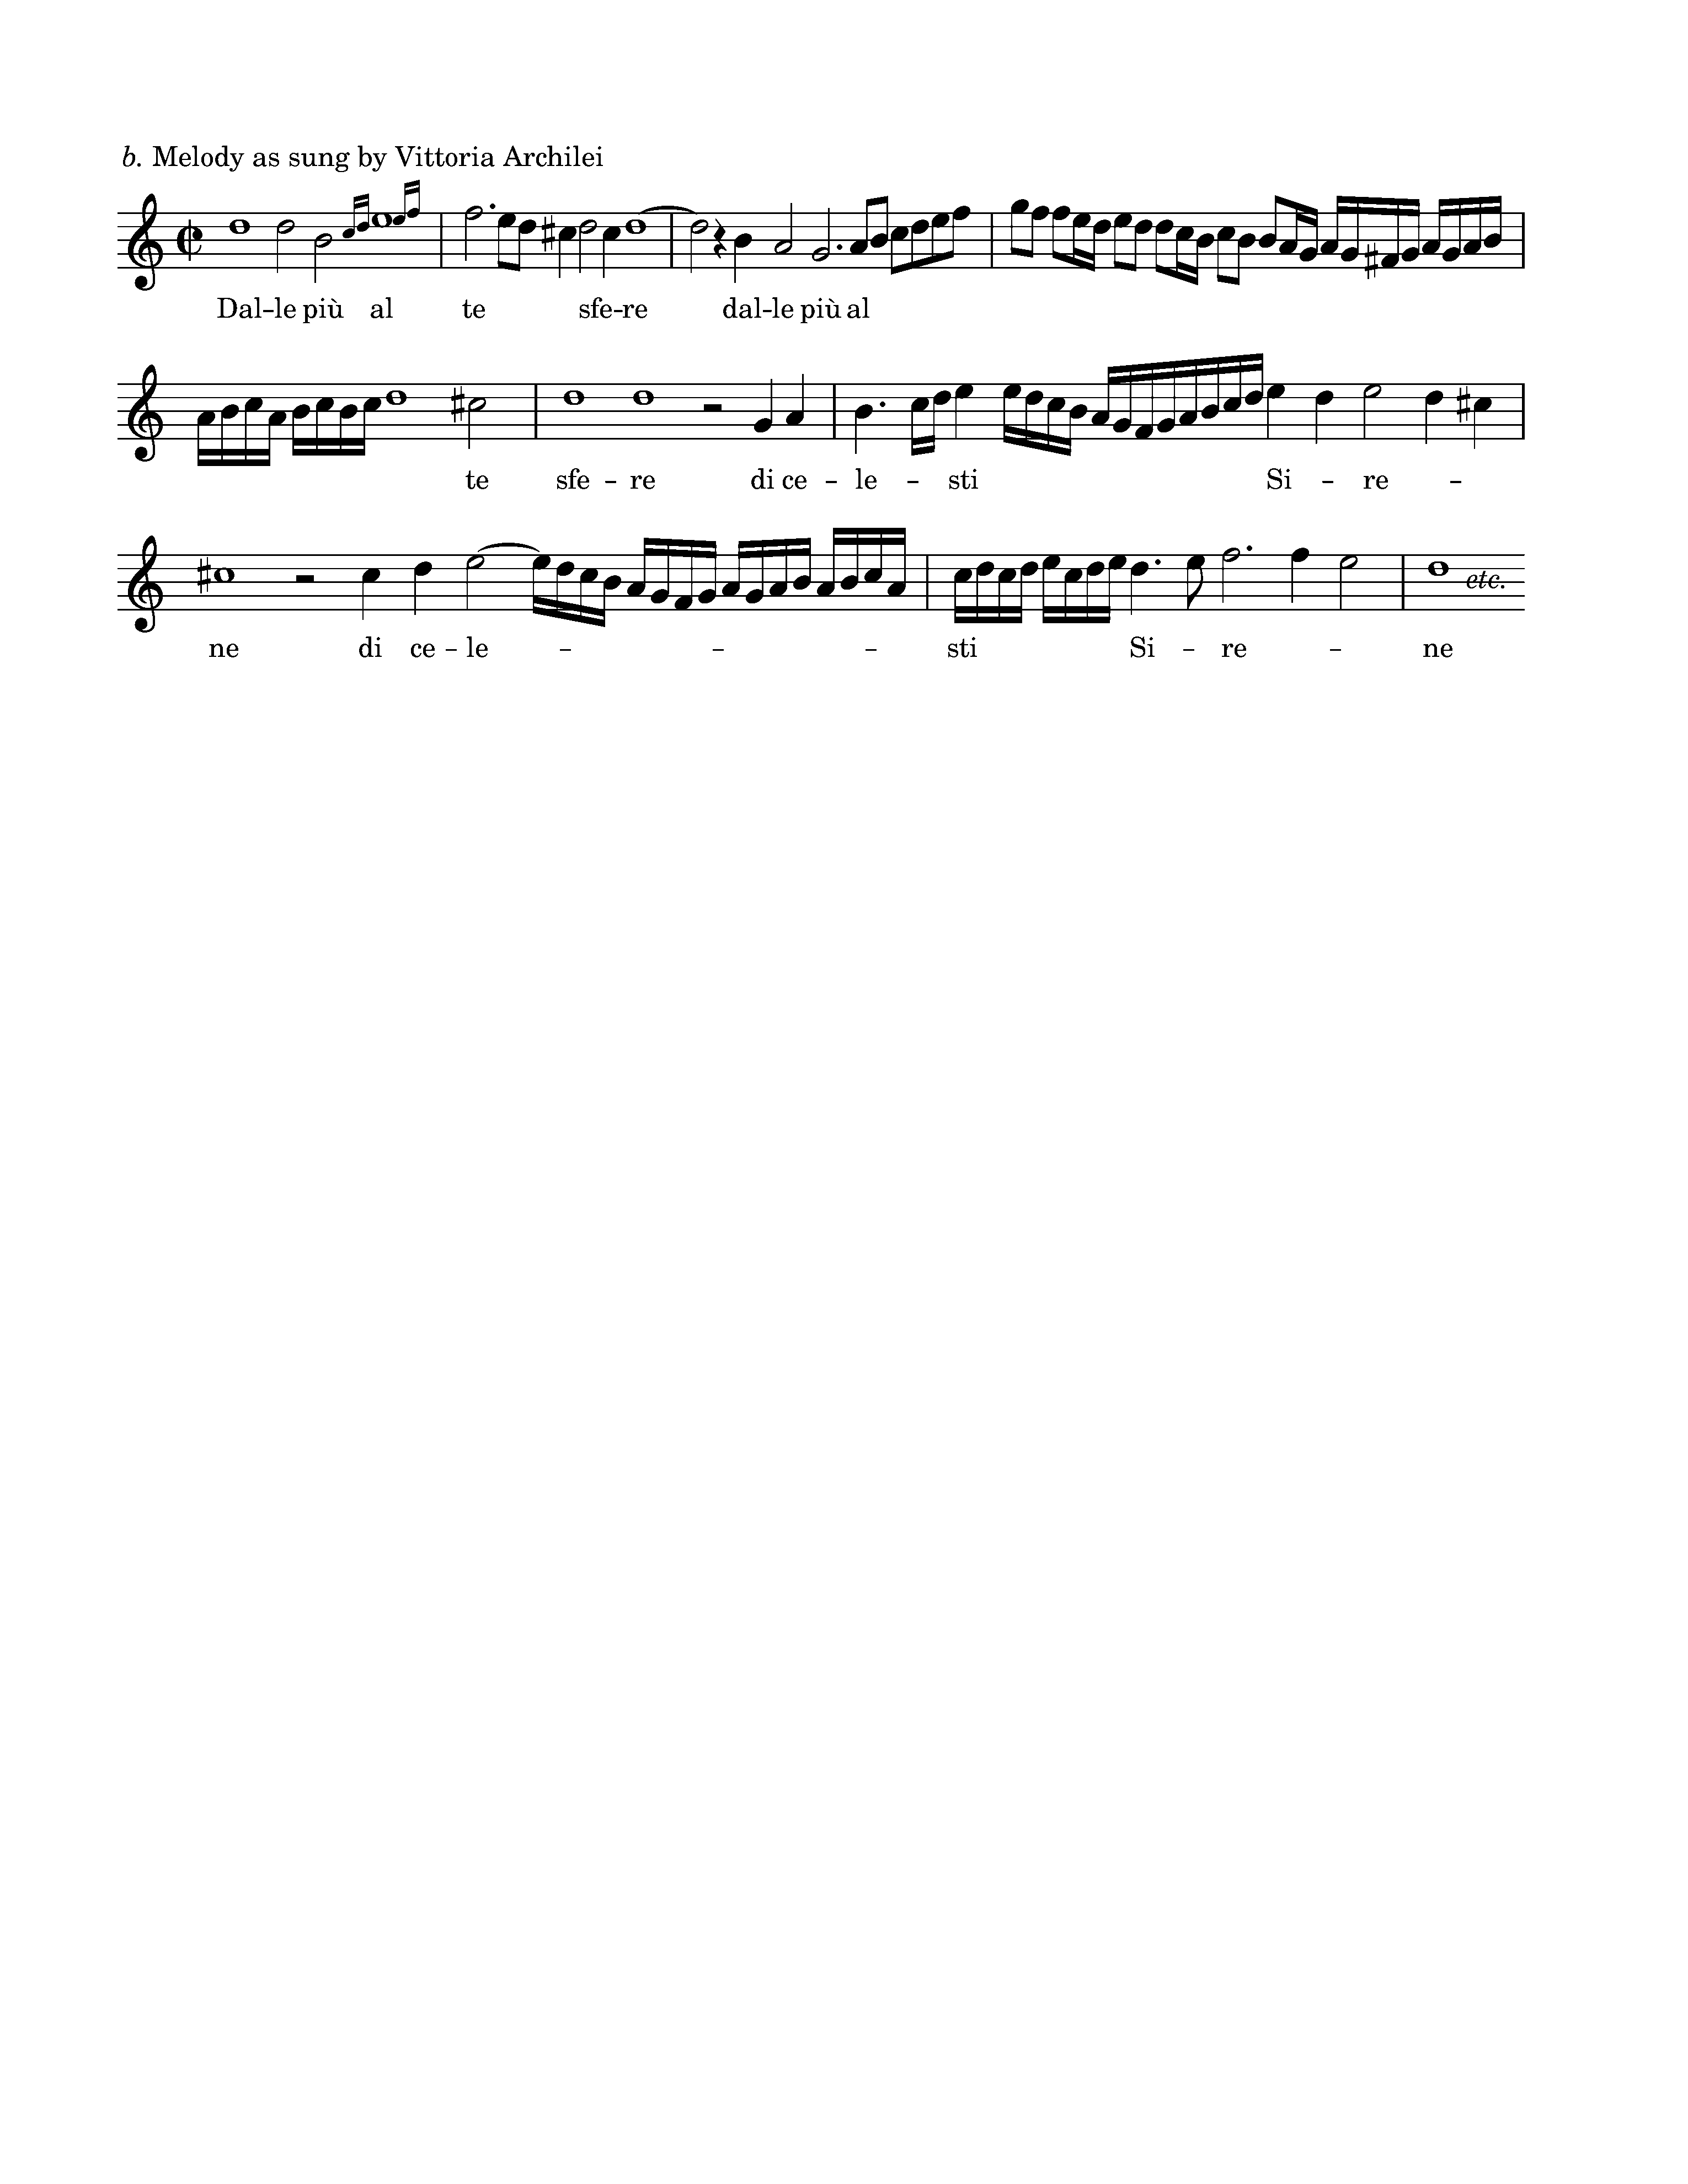 b. Melody as sung by Vittoria Archilei
Dal – le più al te sfe – re dal – le più al
te sfe – re di ce – le – sti Si – re –
etc.
ne di ce – le – – – – sti Si – re – ne